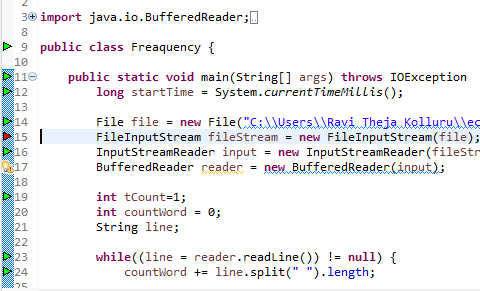 2
3 import java.io.BufferedReader;
8
9 public class Freaquency {
10
11 public static void main(String[] args) throws IOException
12 long startTime = System.currentTimeMillis();
13
14 File file = new File("C:\\Users\\Ravi Theja Kolluru\\ec
15 FileInputStream fileStream = new FileInputStream(file);
16 InputStreamReader input = new InputStreamReader(fileStr
17 BufferedReader reader = new BufferedReader(input);
18
19 int tCount=1;
20 int countWord = 0;
21 String line;
22
23 while((line = reader.readLine()) != null) {
24 countWord += line.split(" ").length;